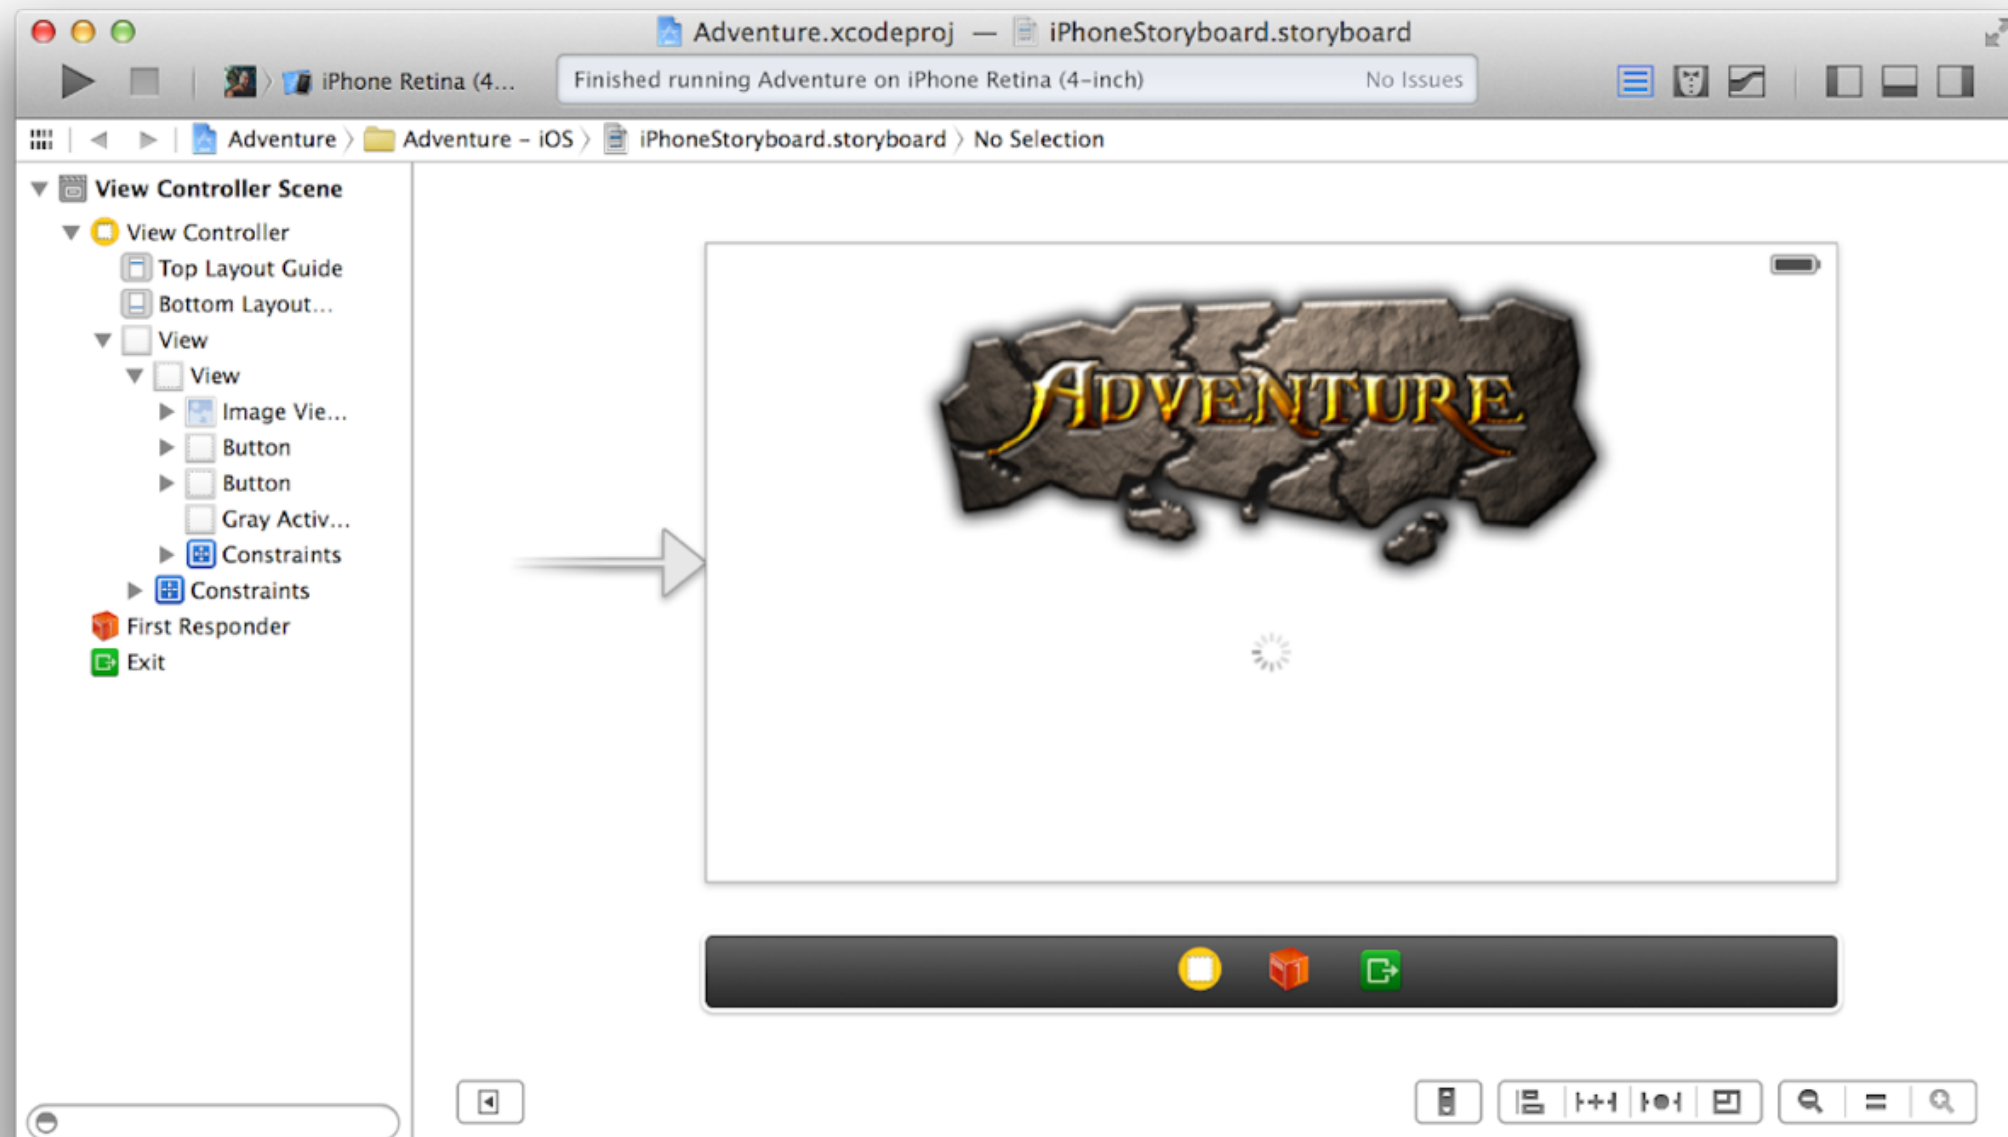 Adventure.xcodeproj — iPhoneStoryboard.storyboard
iPhone Retina (4... Finished running Adventure on iPhone Retina (4-inch) No Issues
Adventure Adventure - iOS iPhoneStoryboard.storyboard No Selection
View Controller Scene
View Controller
Top Layout Guide
Bottom Layout...
View
View
Image Vie...
Button
Button
Gray Activ...
Constraints
Constraints
First Responder
Exit
ADVENTURE